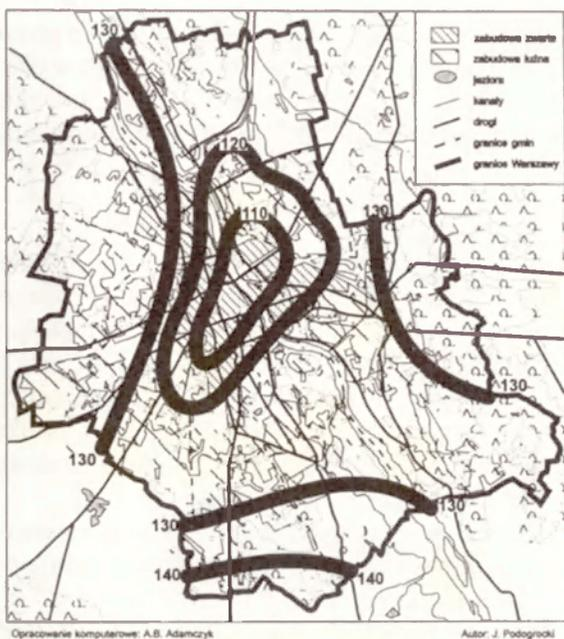 130
zabudowa zwarta
zabudowa luźna
jeziora
kanały
drogi
granice gmin
granice Warszawy
120
110
130
130
130
130
130
140
140
Opracowanie komputerowe: A.B. Adamczyk
Autor: J. Podogrocki